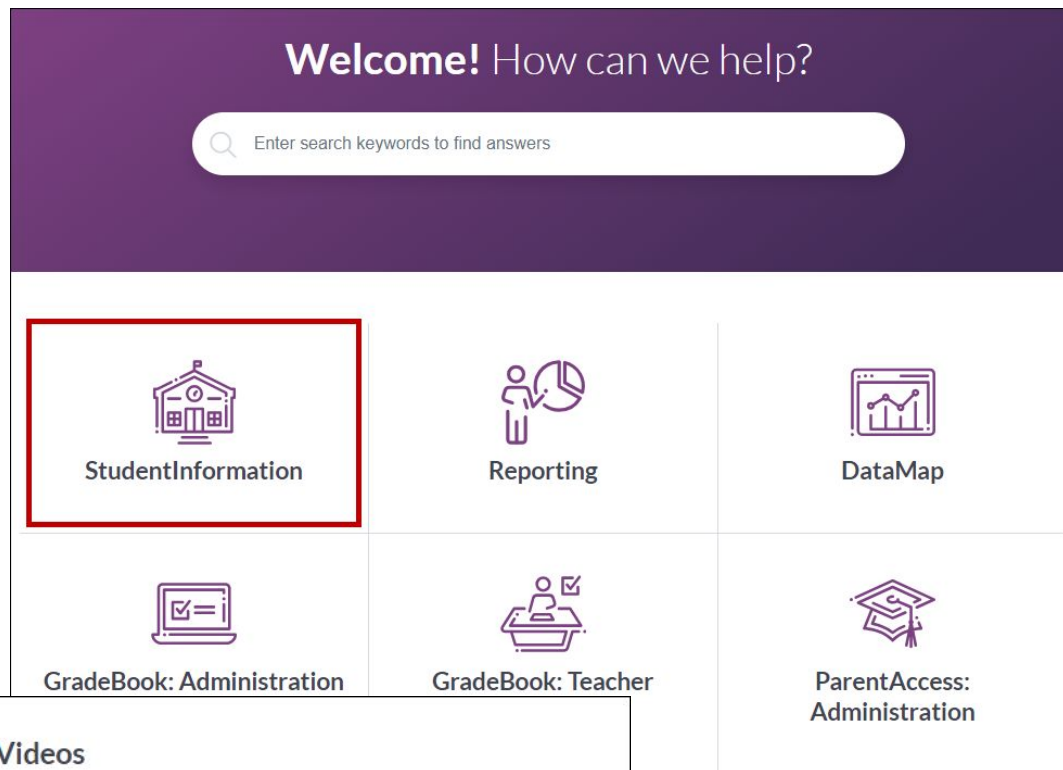 Welcome! How can we help?
Enter search keywords to find answers
StudentInformation
Reporting
DataMap
GradeBook: Administration
GradeBook: Teacher
ParentAccess:
Administration
Videos